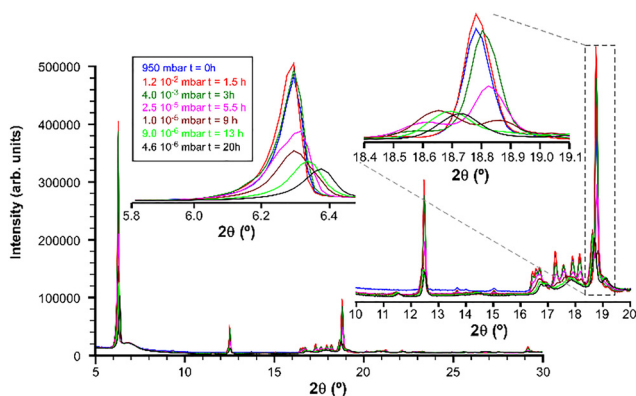 950 mbar t = 0h
1.2 10⁻² mbar t = 1.5 h
4.0 10⁻³ mbar t = 3h
2.5 10⁻⁵ mbar t = 5.5 h
1.0 10⁻⁵ mbar t = 9 h
9.0 10⁻⁶ mbar t = 13 h
4.6 10⁻⁶ mbar t = 20h
5.8 6.0 6.2 6.4
2θ (º)
18.4 18.5 18.6 18.7 18.8 18.9 19.0 19.1
2θ (º)
500000
400000
300000
200000
100000
0
Intensity (arb. units)
10 11 12 13 14 15 16 17 18 19 20
2θ (º)
5 10 15 20 25 30
2θ (º)